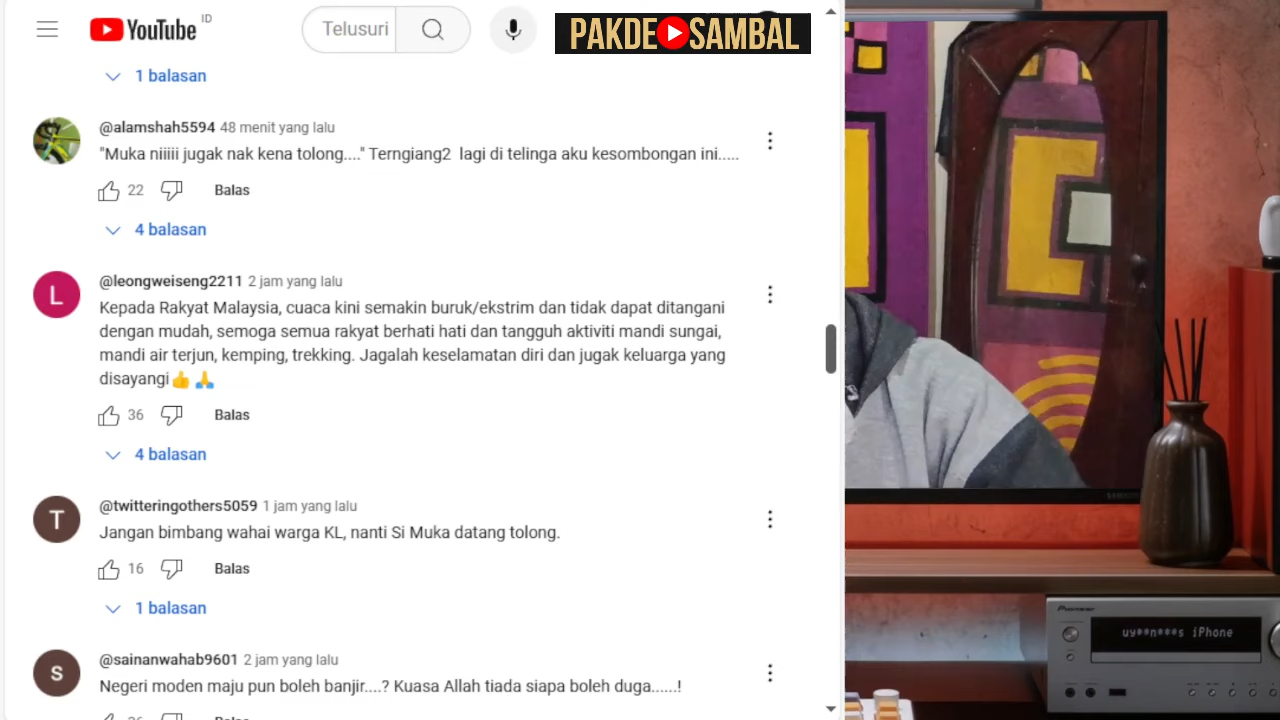 YouTube ID
Telusuri
PAKDE SAMBAL
1 balasan
@alamshah5594 48 menit yang lalu
"Muka niiiii jugak nak kena tolong...." Terngiang2 lagi di telinga aku kesombongan ini.....
22 Balas
4 balasan
L
@leongweiseng2211 2 jam yang lalu
Kepada Rakyat Malaysia, cuaca kini semakin buruk/ekstrim dan tidak dapat ditangani
dengan mudah, semoga semua rakyat berhati hati dan tangguh aktiviti mandi sungai,
mandi air terjun, kemping, trekking. Jagalah keselamatan diri dan jugak keluarga yang
disayangi👍🙏
36 Balas
4 balasan
T
@twitteringothers5059 1 jam yang lalu
Jangan bimbang wahai warga KL, nanti Si Muka datang tolong.
16 Balas
1 balasan
S
@sainanwahab9601 2 jam yang lalu
Negeri moden maju pun boleh banjir....? Kuasa Allah tiada siapa boleh duga......!
SAMSUNG
Pioneer
uy**n***s iPhone